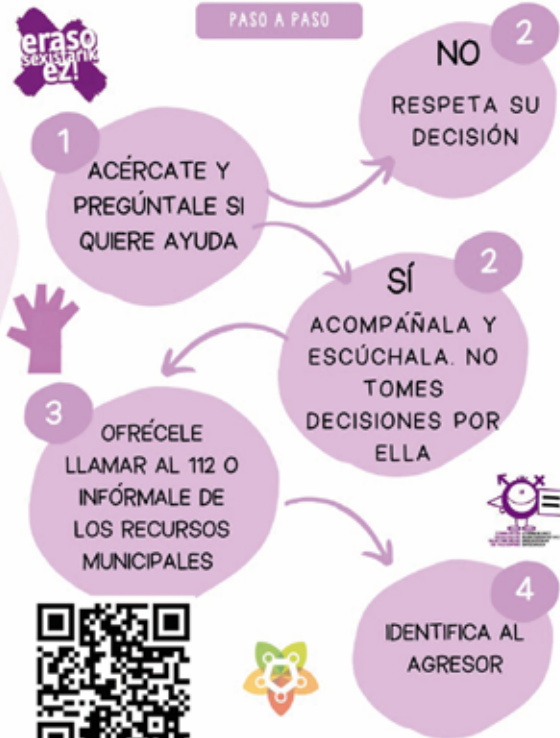 eraso
sexistarik
ez!
PASO A PASO
1
ACÉRCATE Y
PREGÚNTALE SI
QUIERE AYUDA
2
NO
RESPETA SU
DECISIÓN
2
SÍ
ACOMPÁÑALA Y
ESCÚCHALA. NO
TOMES
DECISIONES POR
ELLA
3
OFRÉCELE
LLAMAR AL 112 O
INFÓRMALE DE
LOS RECURSOS
MUNICIPALES
4
IDENTIFICA AL
AGRESOR